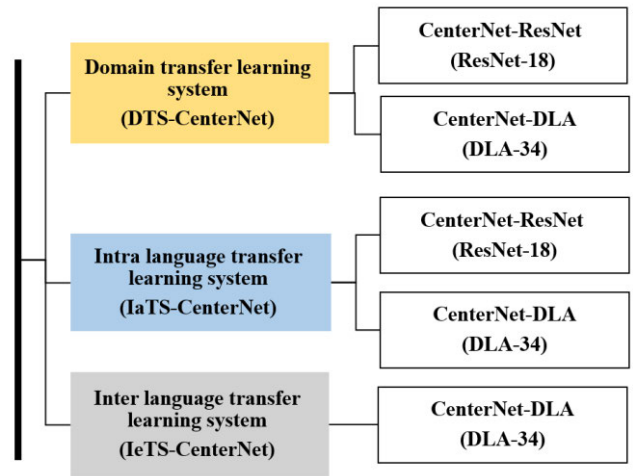 Domain transfer learning
system
(DTS-CenterNet)
CenterNet-ResNet
(ResNet-18)
CenterNet-DLA
(DLA-34)
Intra language transfer
learning system
(IaTS-CenterNet)
CenterNet-ResNet
(ResNet-18)
CenterNet-DLA
(DLA-34)
Inter language transfer
learning system
(IeTS-CenterNet)
CenterNet-DLA
(DLA-34)